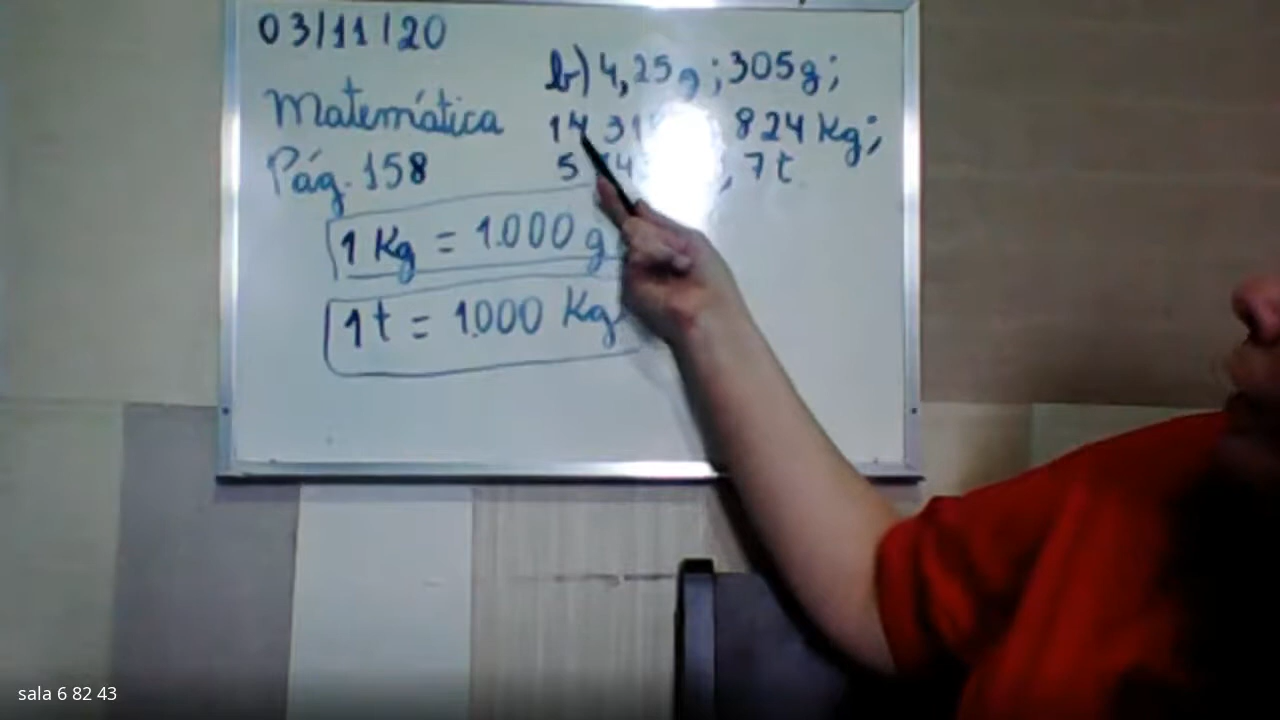 03/11/20
Matemática
Pág. 158
1 Kg = 1.000 g
1 t = 1.000 Kg
b) 4,25g; 305g;
824 Kg;
7 t
sala 6 82 43